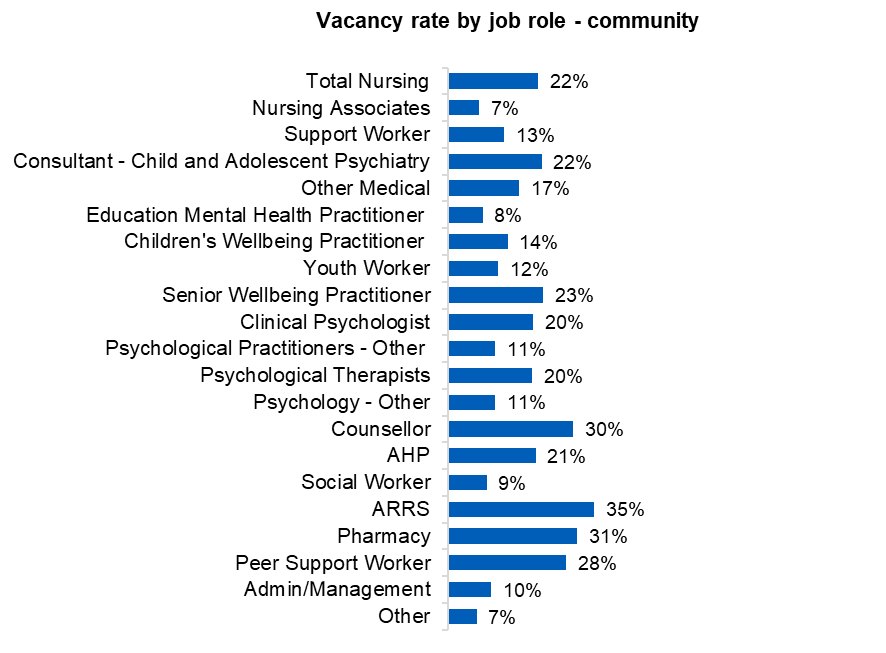 Vacancy rate by job role - community
Total Nursing 22%
Nursing Associates 7%
Support Worker 13%
Consultant - Child and Adolescent Psychiatry 22%
Other Medical 17%
Education Mental Health Practitioner 8%
Children's Wellbeing Practitioner 14%
Youth Worker 12%
Senior Wellbeing Practitioner 23%
Clinical Psychologist 20%
Psychological Practitioners - Other 11%
Psychological Therapists 20%
Psychology - Other 11%
Counsellor 30%
AHP 21%
Social Worker 9%
ARRS 35%
Pharmacy 31%
Peer Support Worker 28%
Admin/Management 10%
Other 7%